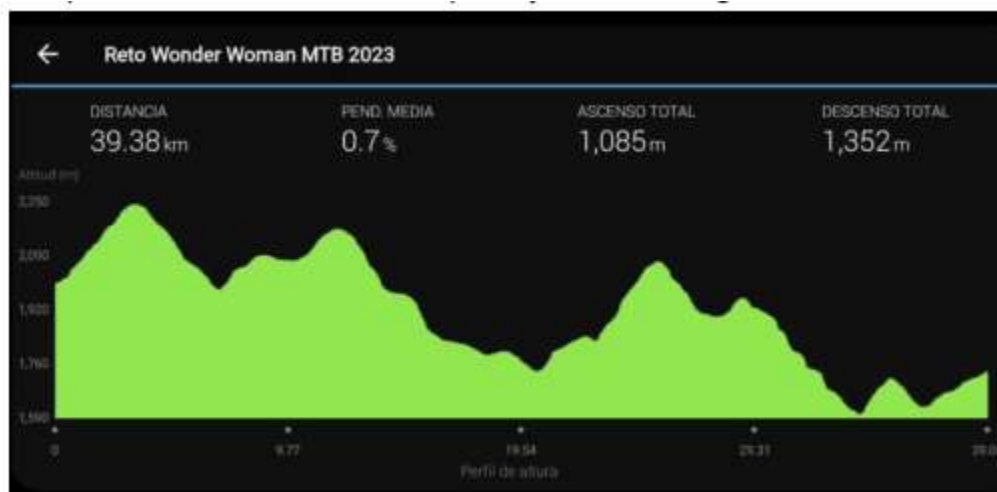 Reto Wonder Woman MTB 2023
DISTANCIA PEND. MEDIA ASCENSO TOTAL DESCENSO TOTAL
39.38 km 0.7 % 1,085 m 1,352 m
Altitud (m)
2,250
2,090
1,920
1,760
1,590
0 9.77 19.54 29.31
Perfil de altura